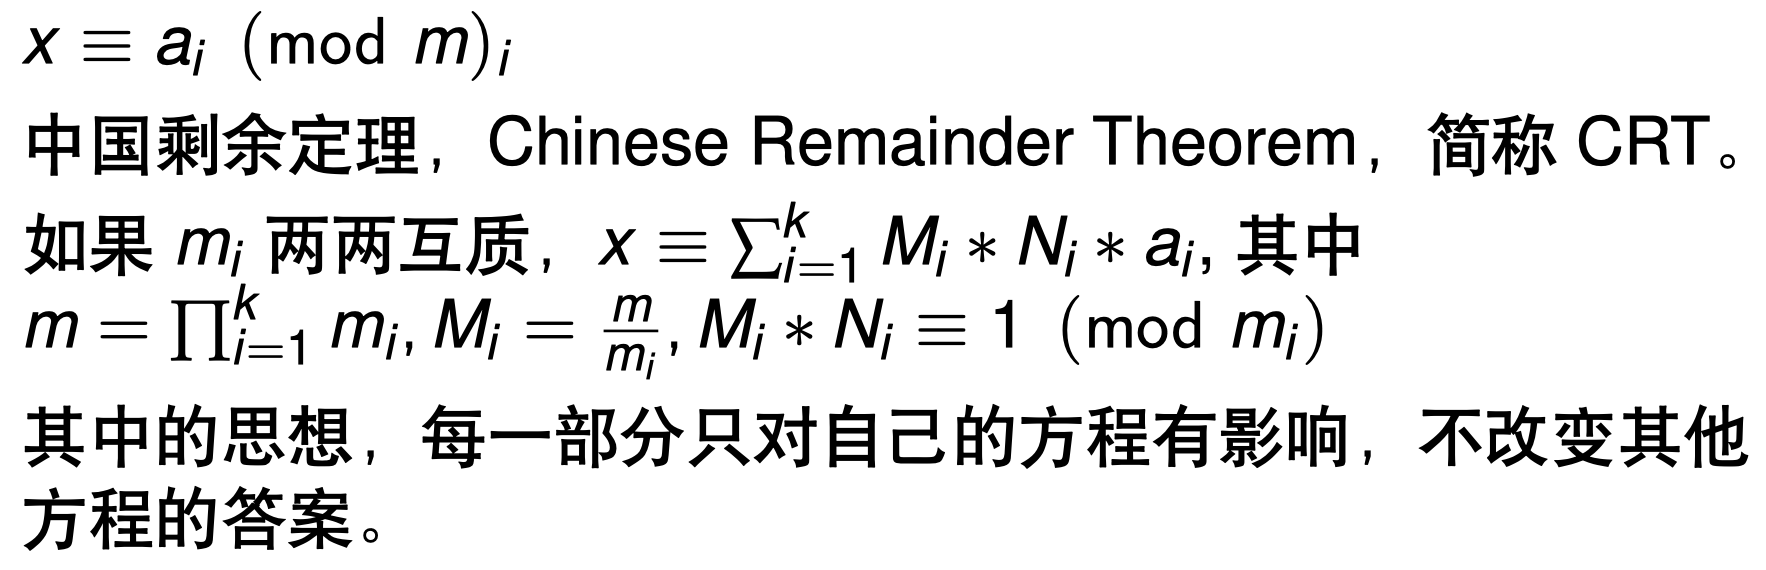 x ≡ a_i (mod m)_i
中国剩余定理，Chinese Remainder Theorem，简称 CRT。
如果 m_i 两两互质，x ≡ ∑_{i=1}^{k} M_i * N_i * a_i, 其中
m = ∏_{i=1}^{k} m_i, M_i = \frac{m}{m_i}, M_i * N_i ≡ 1 (mod m_i)
其中的思想，每一部分只对自己的方程有影响，不改变其他
方程的答案。